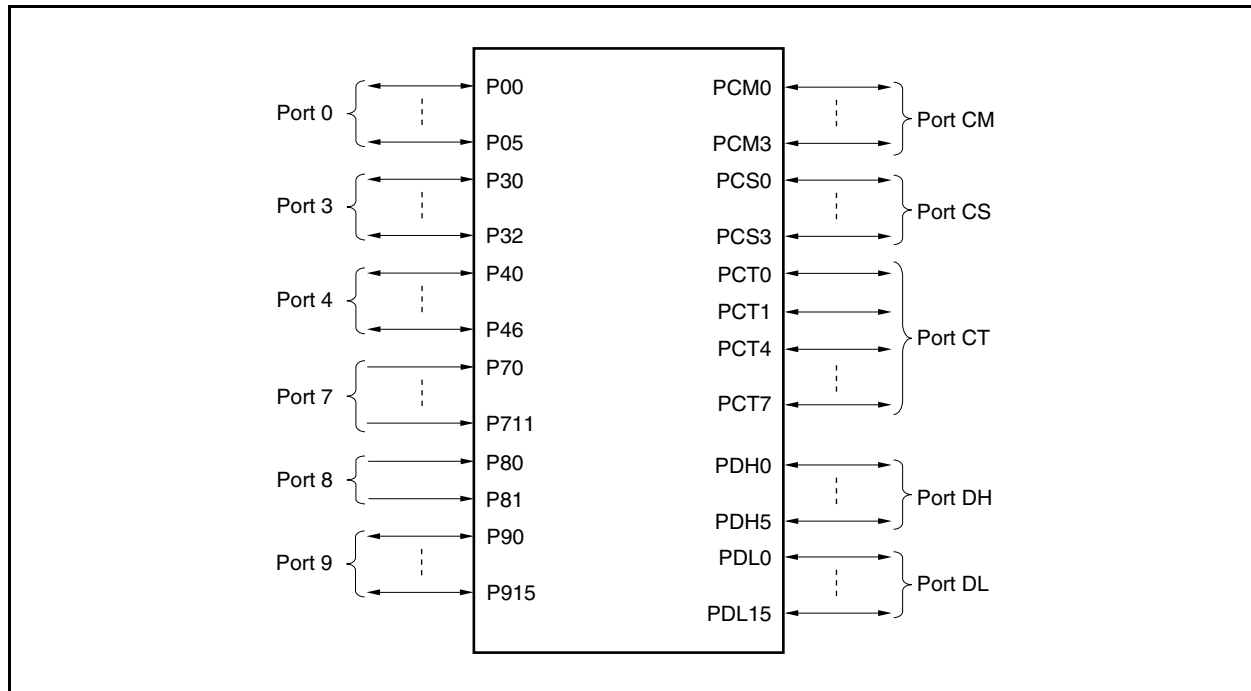 Port 0
P00
P05
Port 3
P30
P32
Port 4
P40
P46
Port 7
P70
P711
Port 8
P80
P81
Port 9
P90
P915
PCM0
PCM3
Port CM
PCS0
PCS3
Port CS
PCT0
PCT1
PCT4
PCT7
Port CT
PDH0
PDH5
Port DH
PDL0
PDL15
Port DL